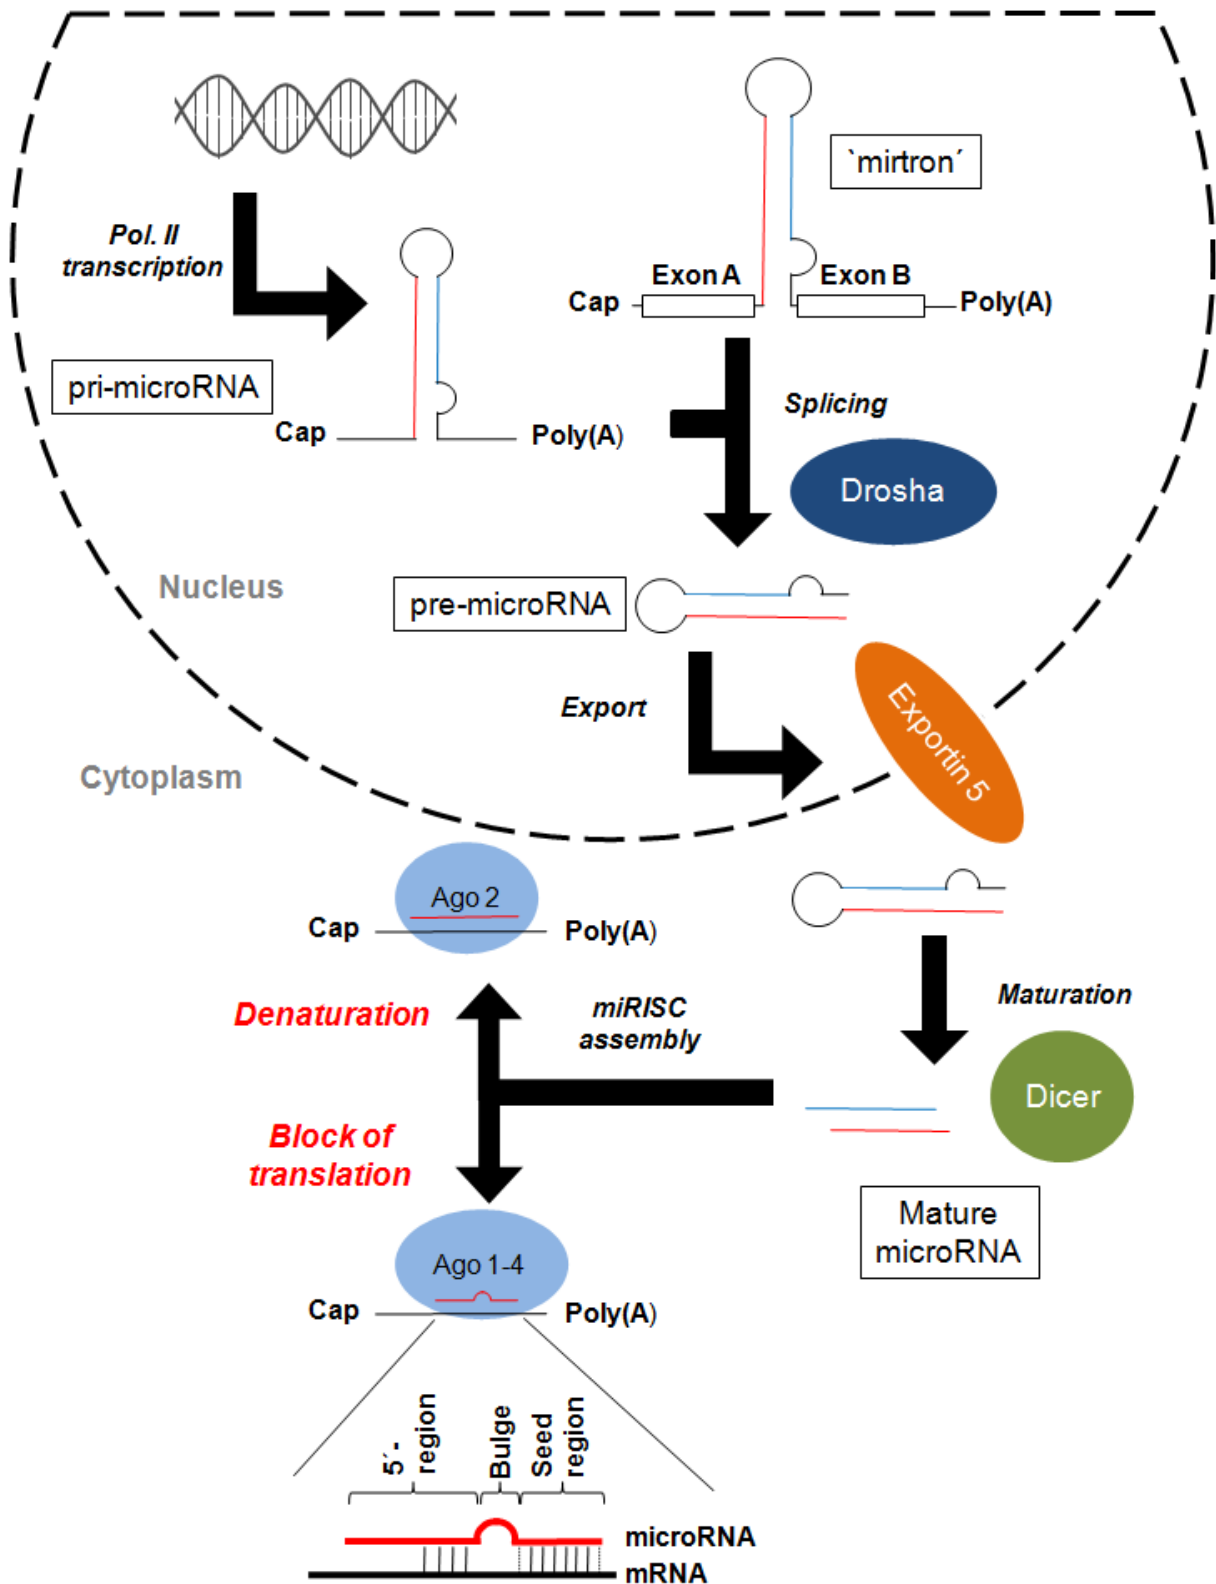 `mirtron´
Pol. II
transcription
Exon A
Exon B
Cap
Poly(A)
pri-microRNA
Cap
Poly(A)
Splicing
Drosha
Nucleus
pre-microRNA
Export
Exportin 5
Cytoplasm
Ago 2
Cap
Poly(A)
Denaturation
miRISC
assembly
Maturation
Dicer
Block of
translation
Mature
microRNA
Ago 1-4
Cap
Poly(A)
5´-
region
Bulge
Seed
region
microRNA
mRNA